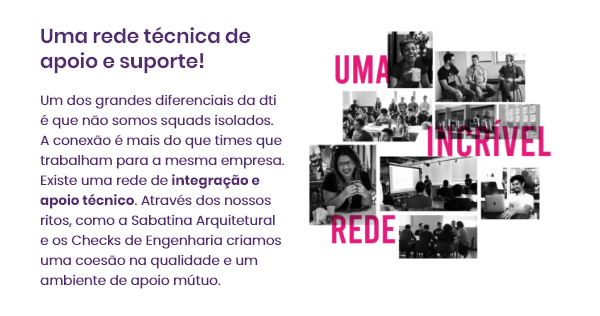 Uma rede técnica de
apoio e suporte!
Um dos grandes diferenciais da dti
é que não somos squads isolados.
A conexão é mais do que times que
trabalham para a mesma empresa.
Existe uma rede de integração e
apoio técnico. Através dos nossos
ritos, como a Sabatina Arquitetural
e os Checks de Engenharia criamos
uma coesão na qualidade e um
ambiente de apoio mútuo.
UMA
INCRÍVEL
REDE